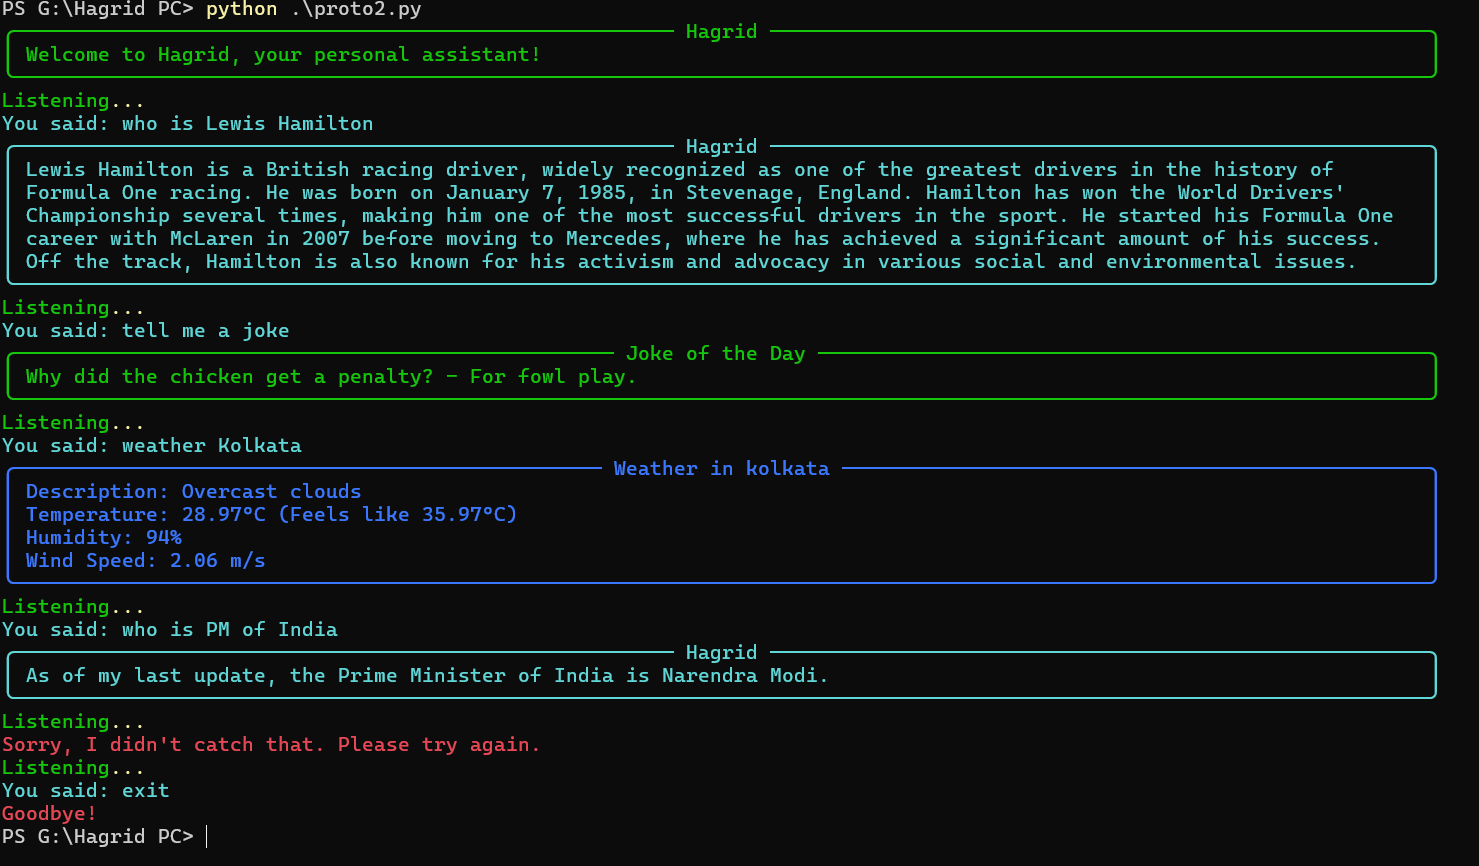 PS G:\Hagrid PC> python .\proto2.py
Hagrid
Welcome to Hagrid, your personal assistant!
Listening...
You said: who is Lewis Hamilton
Hagrid
Lewis Hamilton is a British racing driver, widely recognized as one of the greatest drivers in the history of
Formula One racing. He was born on January 7, 1985, in Stevenage, England. Hamilton has won the World Drivers'
Championship several times, making him one of the most successful drivers in the sport. He started his Formula One
career with McLaren in 2007 before moving to Mercedes, where he has achieved a significant amount of his success.
Off the track, Hamilton is also known for his activism and advocacy in various social and environmental issues.
Listening...
You said: tell me a joke
Joke of the Day
Why did the chicken get a penalty? - For fowl play.
Listening...
You said: weather Kolkata
Weather in kolkata
Description: Overcast clouds
Temperature: 28.97°C (Feels like 35.97°C)
Humidity: 94%
Wind Speed: 2.06 m/s
Listening...
You said: who is PM of India
Hagrid
As of my last update, the Prime Minister of India is Narendra Modi.
Listening...
Sorry, I didn't catch that. Please try again.
Listening...
You said: exit
Goodbye!
PS G:\Hagrid PC>